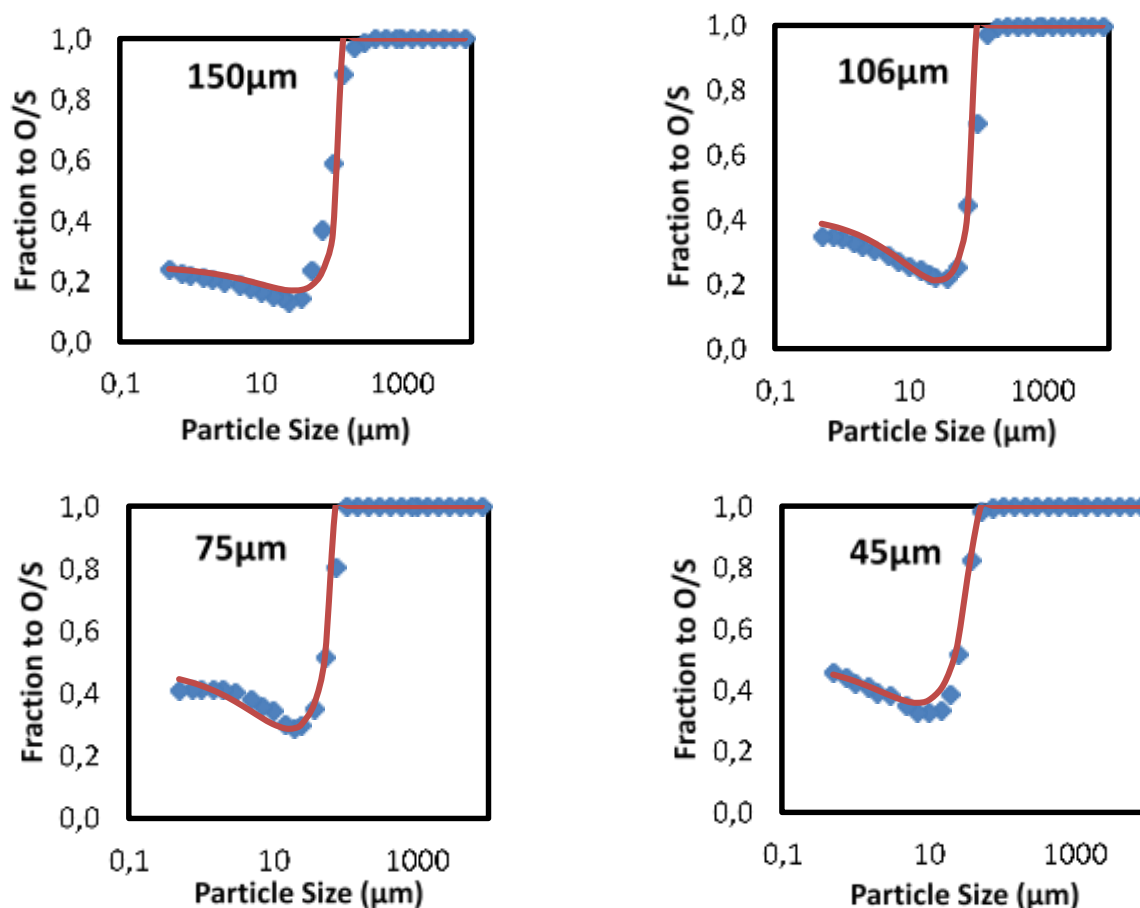 150µm
Fraction to O/S
1,0
0,8
0,6
0,4
0,2
0,0
0,1 10 1000
Particle Size (µm)
106µm
Fraction to O/S
1,0
0,8
0,6
0,4
0,2
0,0
0,1 10 1000
Particle Size (µm)
75µm
Fraction to O/S
1,0
0,8
0,6
0,4
0,2
0,0
0,1 10 1000
Particle Size (µm)
45µm
Fraction to O/S
1,0
0,8
0,6
0,4
0,2
0,0
0,1 10 1000
Particle Size (µm)